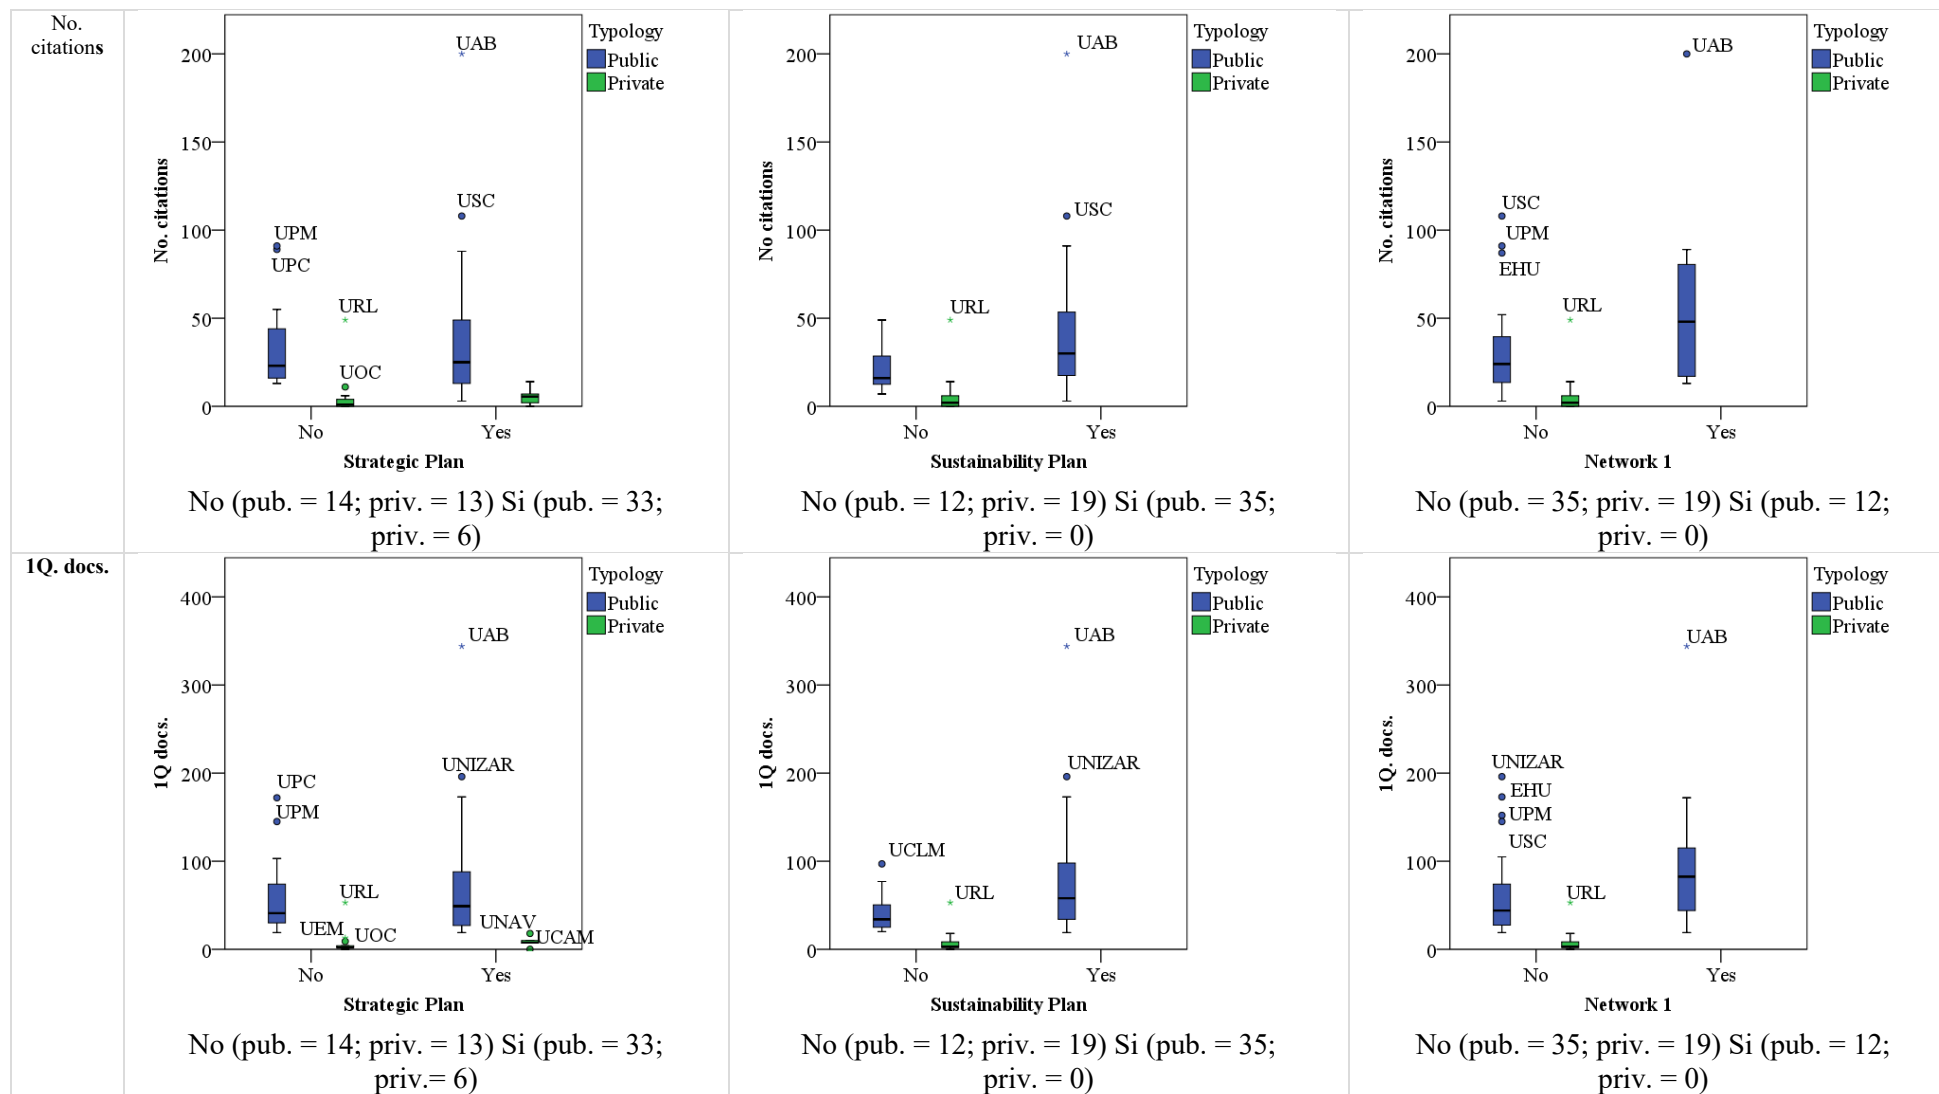 No.
citations
No. citations
200
150
100
50
0
UAB
USC
UPM
UPC
URL
UOC
No
Yes
Strategic Plan
Typology
Public
Private
No (pub. = 14; priv. = 13) Si (pub. = 33;
priv. = 6)
No citations
200
150
100
50
0
UAB
USC
URL
No
Yes
Sustainability Plan
Typology
Public
Private
No (pub. = 12; priv. = 19) Si (pub. = 35;
priv. = 0)
No. citations
200
150
100
50
0
UAB
USC
UPM
EHU
URL
No
Yes
Network 1
Typology
Public
Private
No (pub. = 35; priv. = 19) Si (pub. = 12;
priv. = 0)
1Q. docs.
1Q docs.
400
300
200
100
0
UAB
UNIZAR
UPC
UPM
URL
UEM
UOC
UNAV
UCAM
No
Yes
Strategic Plan
Typology
Public
Private
No (pub. = 14; priv. = 13) Si (pub. = 33;
priv.= 6)
1Q docs.
400
300
200
100
0
UAB
UNIZAR
UCLM
URL
No
Yes
Sustainability Plan
Typology
Public
Private
No (pub. = 12; priv. = 19) Si (pub. = 35;
priv. = 0)
1Q. docs.
400
300
200
100
0
UAB
UNIZAR
EHU
UPM
USC
URL
No
Yes
Network 1
Typology
Public
Private
No (pub. = 35; priv. = 19) Si (pub. = 12;
priv. = 0)